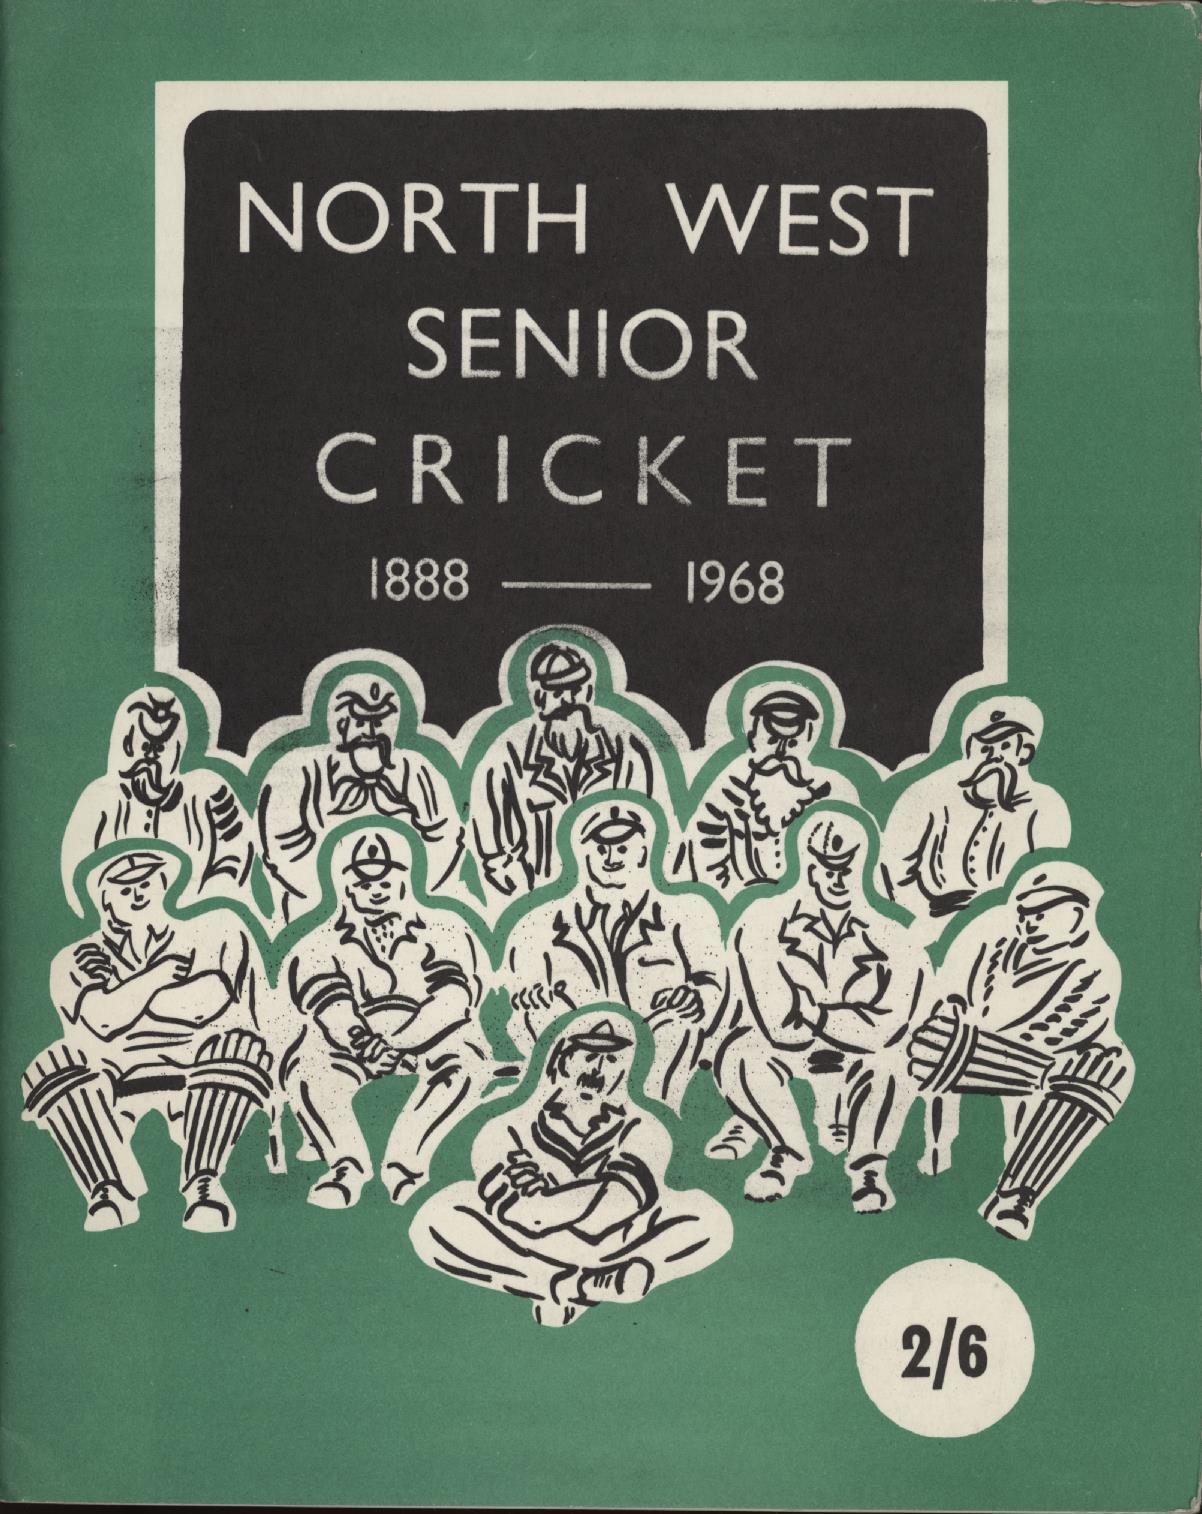 NORTH WEST
SENIOR
CRICKET
1888 — 1968
2/6